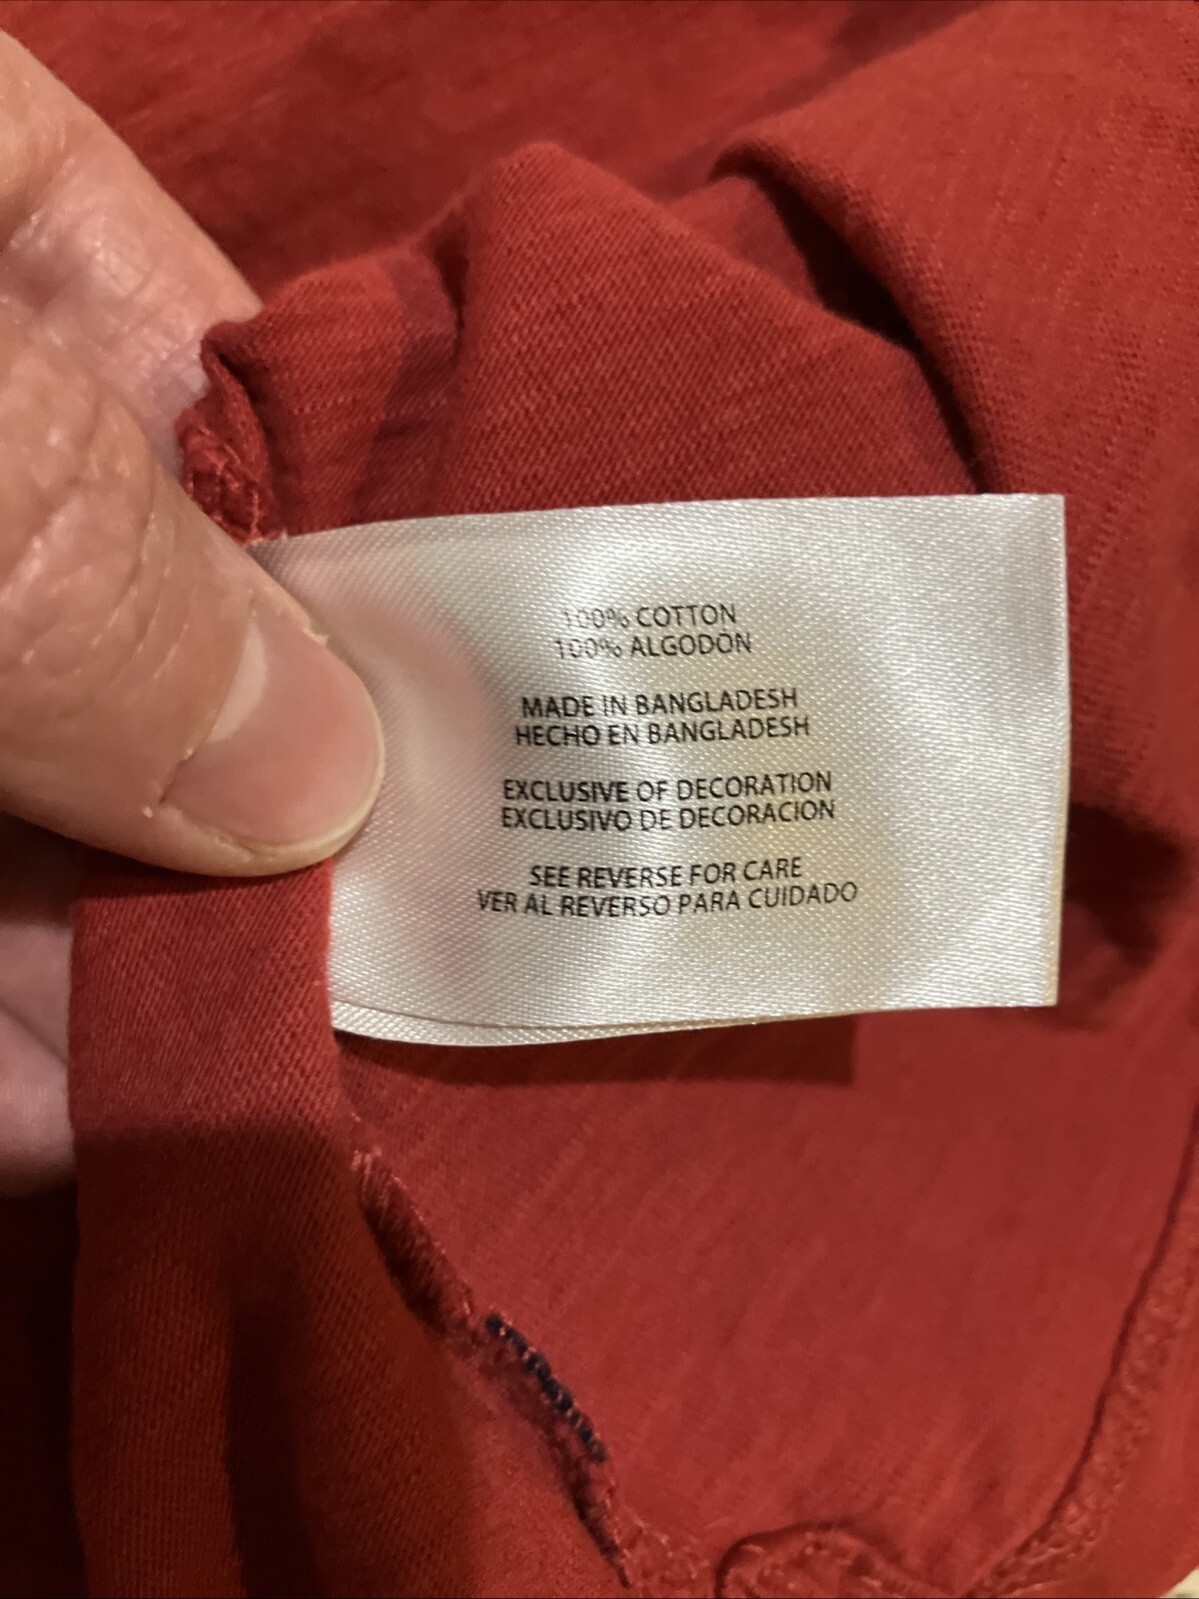 100% COTTON
100% ALGODÓN
MADE IN BANGLADESH
HECHO EN BANGLADESH
EXCLUSIVE OF DECORATION
EXCLUSIVO DE DECORACION
SEE REVERSE FOR CARE
VER AL REVERSO PARA CUIDADO